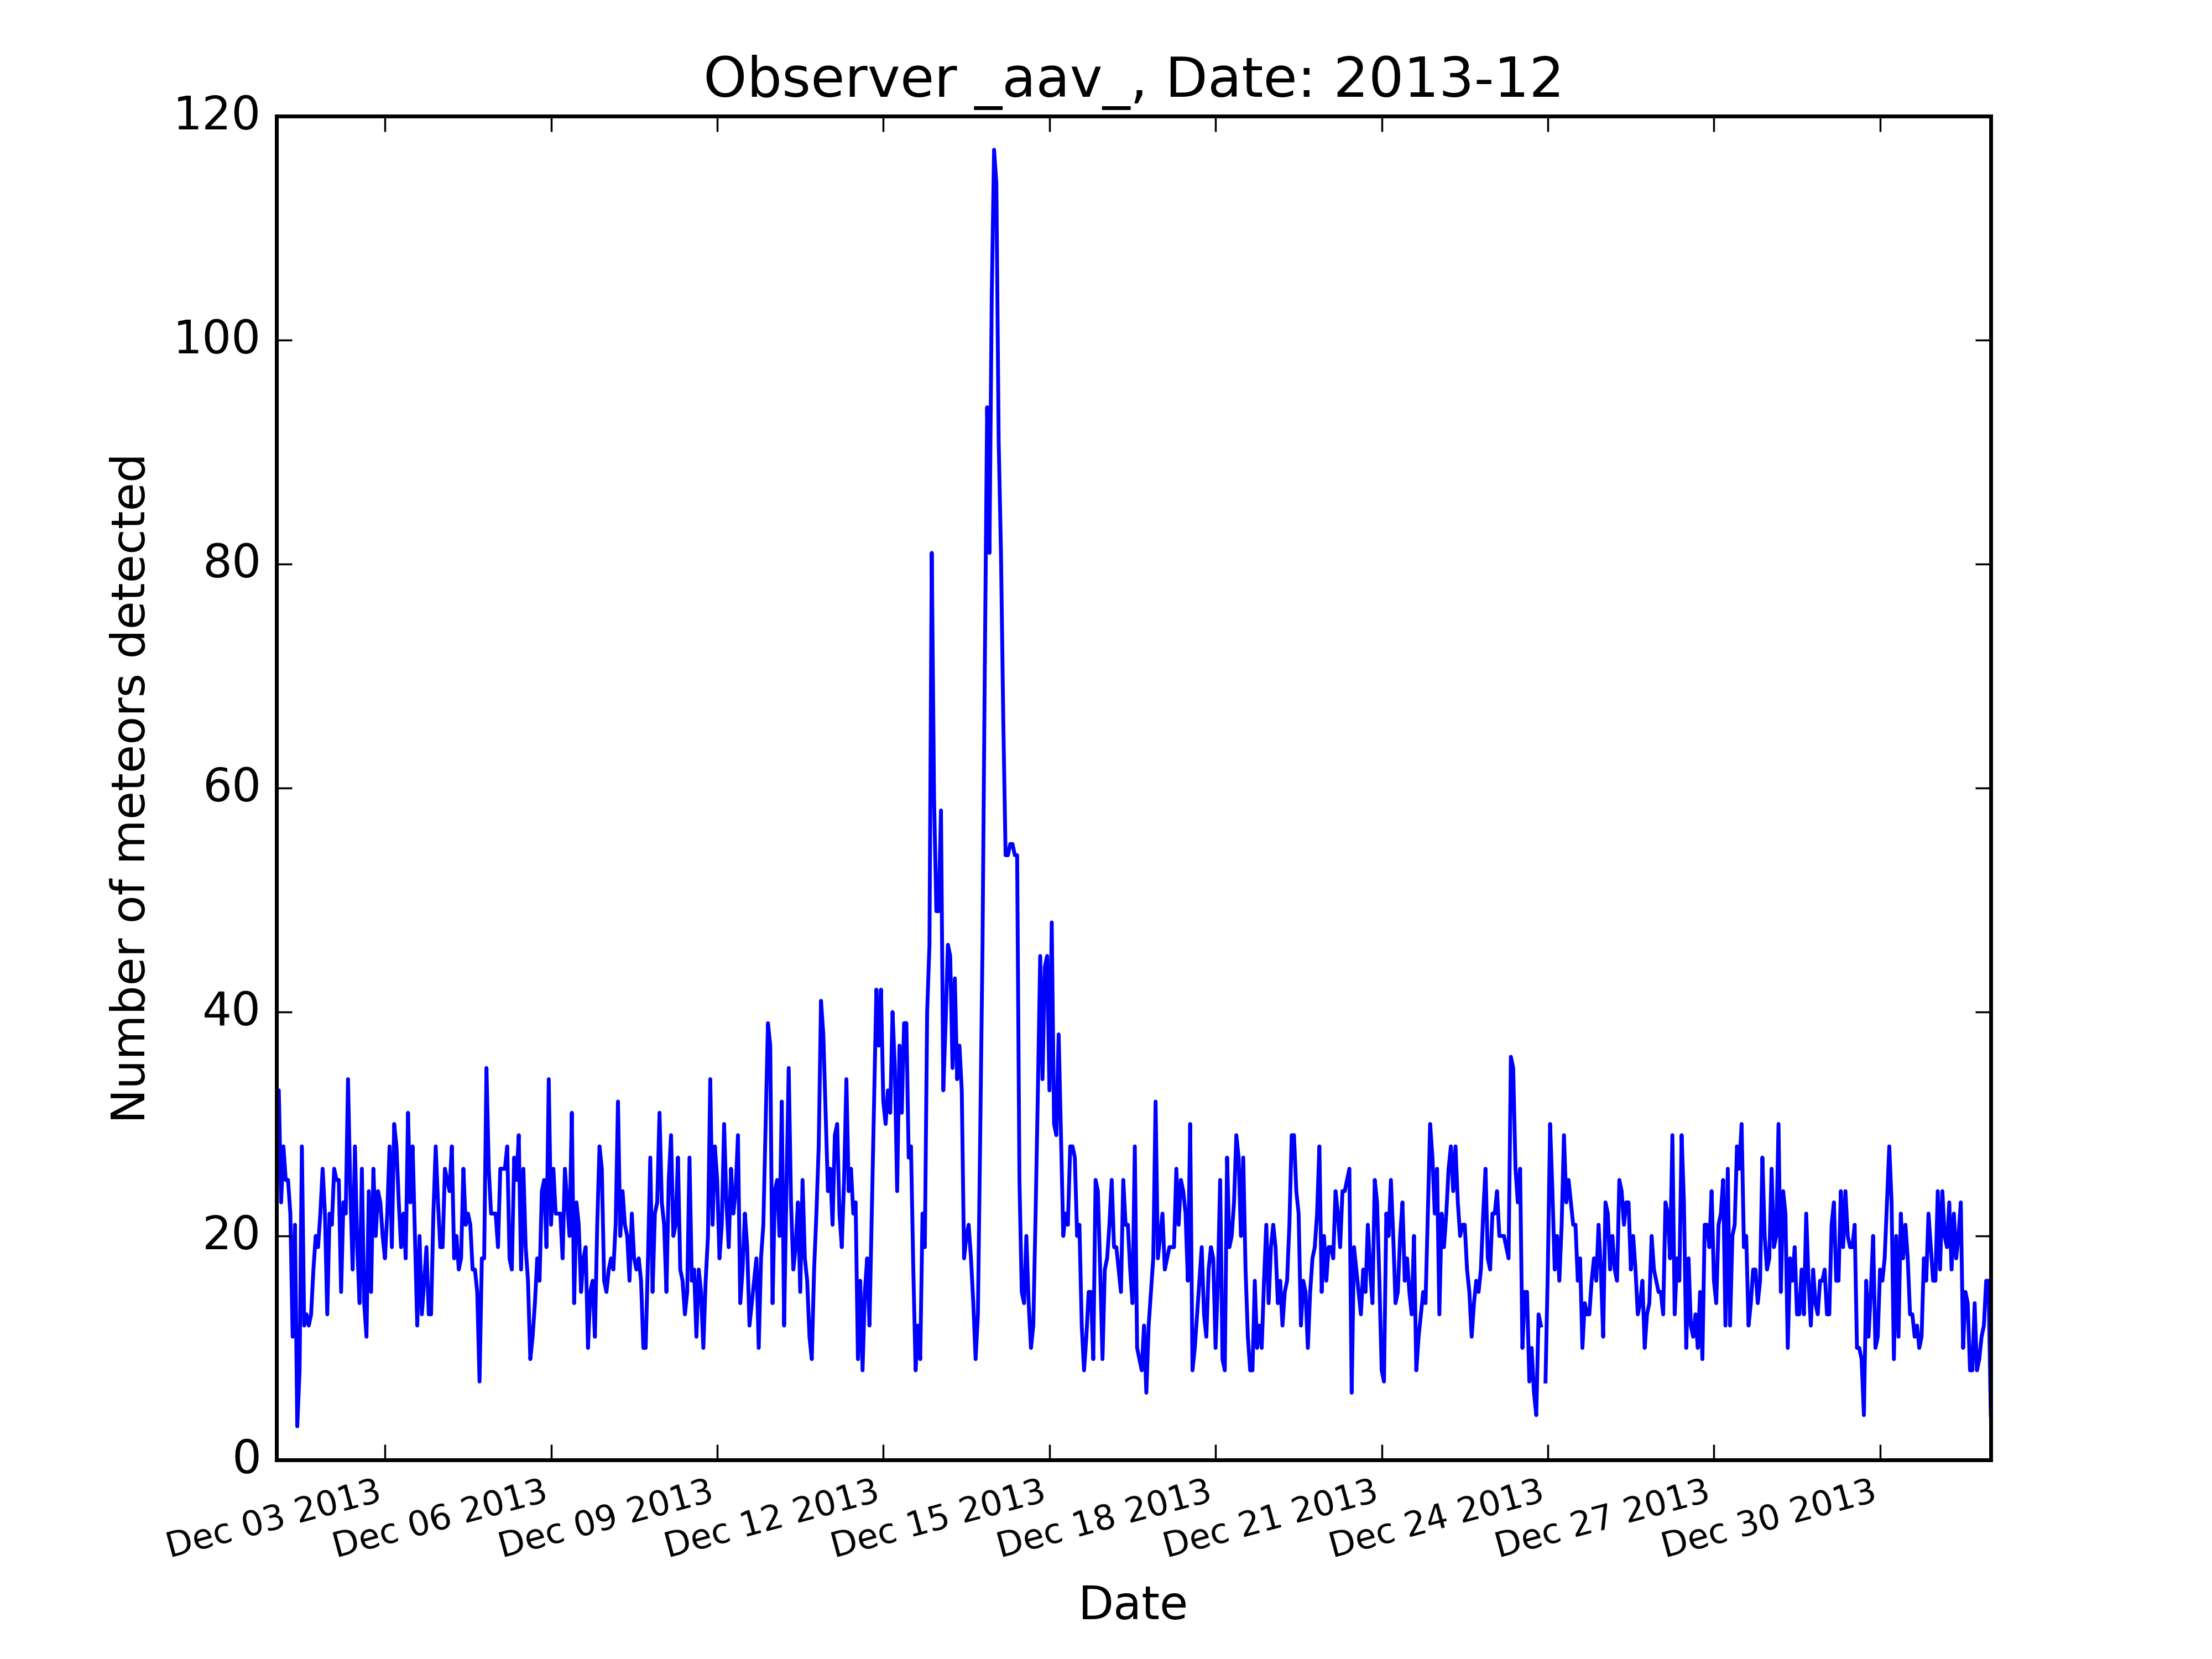 Observer _aav_, Date: 2013-12
Number of meteors detected
120
100
80
60
40
20
0
Dec 03 2013
Dec 06 2013
Dec 09 2013
Dec 12 2013
Dec 15 2013
Dec 18 2013
Dec 21 2013
Dec 24 2013
Dec 27 2013
Dec 30 2013
Date